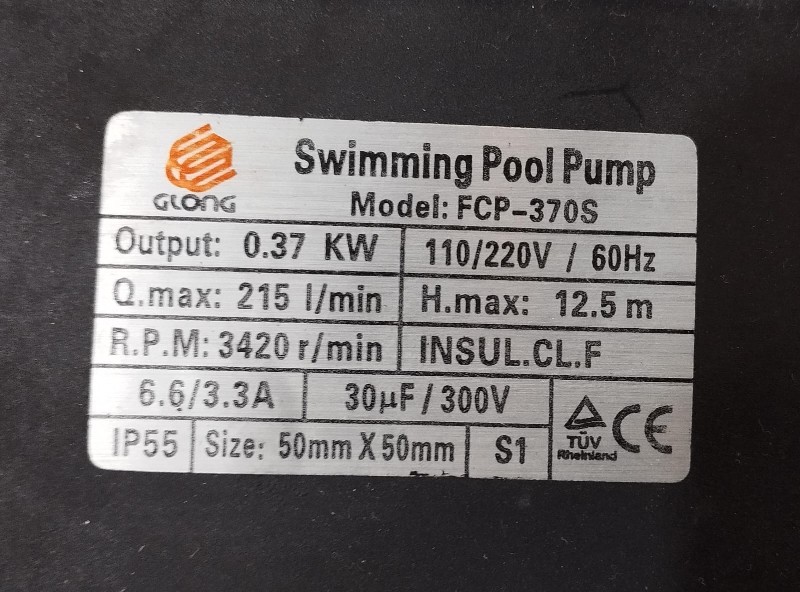 GLONG
Swimming Pool Pump
Model: FCP-370S
Output: 0.37 KW
110/220V / 60Hz
Q.max: 215 l/min
H.max: 12.5 m
R.P.M: 3420 r/min
INSUL.CL.F
6.6/3.3A
30µF/300V
IP55
Size: 50mm X 50mm
S1
TÜV
Rheinland
CE